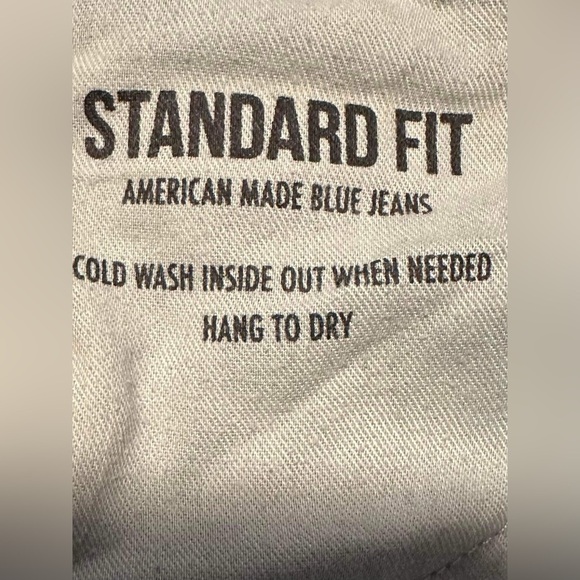 STANDARD FIT
AMERICAN MADE BLUE JEANS
COLD WASH INSIDE OUT WHEN NEEDED
HANG TO DRY